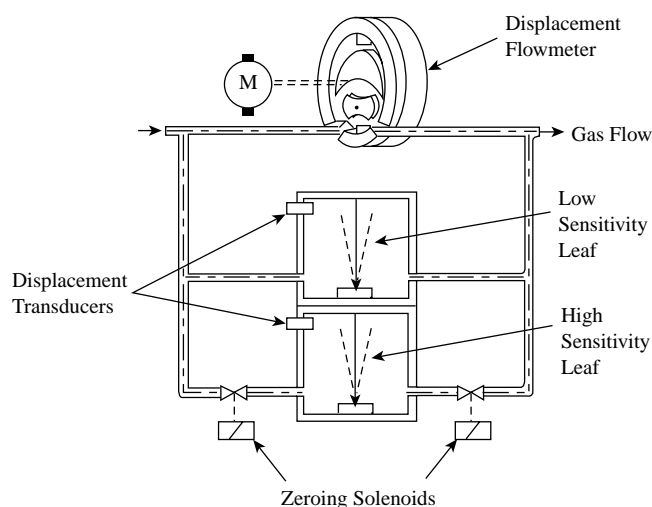 Displacement
Flowmeter
M
Gas Flow
Low
Sensitivity
Leaf
Displacement
Transducers
High
Sensitivity
Leaf
Zeroing Solenoids